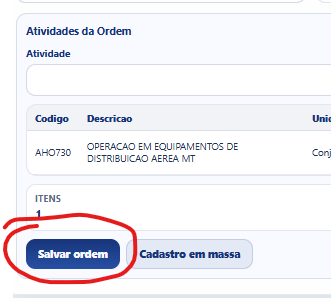 Atividades da Ordem
Atividade
Codigo Descricao
AHO730 OPERACAO EM EQUIPAMENTOS DE
DISTRIBUICAO AEREA MT
ITENS
1
Salvar ordem Cadastro em massa